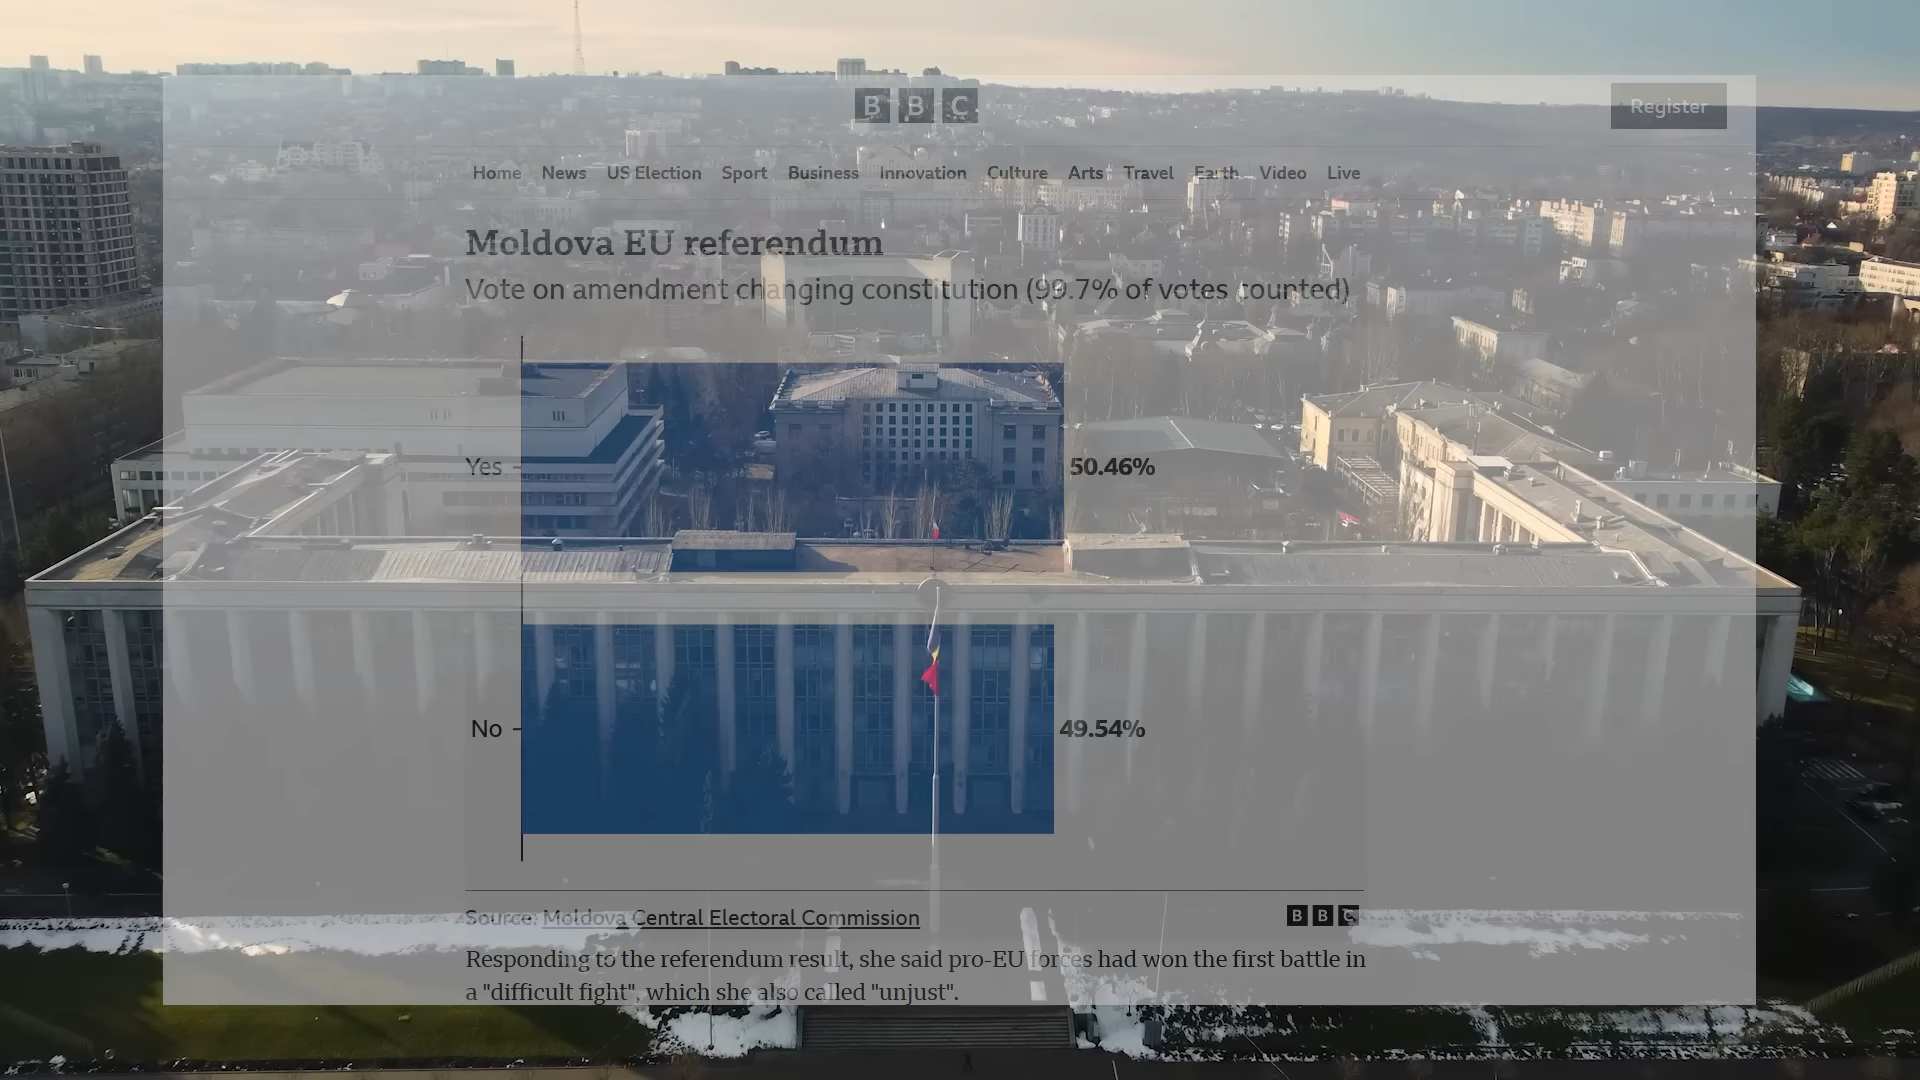 BBC
Register
Home News US Election Sport Business Innovation Culture Arts Travel Earth Video Live
Moldova EU referendum
Vote on amendment changing constitution (99.7% of votes counted)
Yes 50.46%
No 49.54%
Source: Moldova Central Electoral Commission
BBC
Responding to the referendum result, she said pro-EU forces had won the first battle in
a "difficult fight", which she also called "unjust".